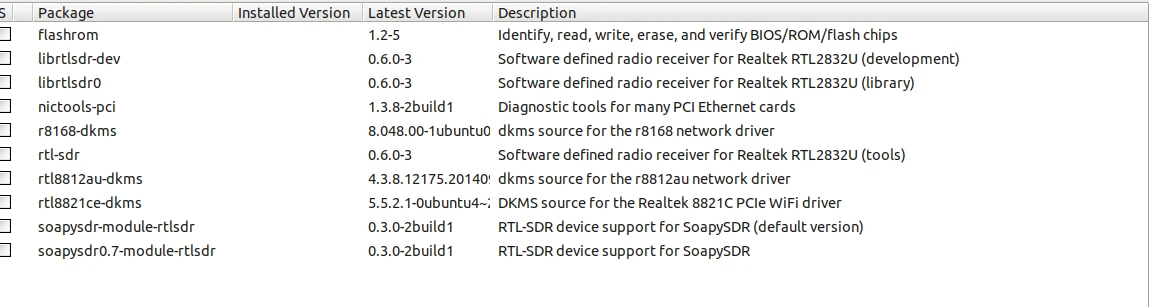 S Package Installed Version Latest Version Description
flashrom 1.2-5 Identify, read, write, erase, and verify BIOS/ROM/flash chips
librtlsdr-dev 0.6.0-3 Software defined radio receiver for Realtek RTL2832U (development)
librtlsdr0 0.6.0-3 Software defined radio receiver for Realtek RTL2832U (library)
nictools-pci 1.3.8-2build1 Diagnostic tools for many PCI Ethernet cards
r8168-dkms 8.048.00-1ubuntu0 dkms source for the r8168 network driver
rtl-sdr 0.6.0-3 Software defined radio receiver for Realtek RTL2832U (tools)
rtl8812au-dkms 4.3.8.12175.201409 dkms source for the r8812au network driver
rtl8821ce-dkms 5.5.2.1-0ubuntu4~2 DKMS source for the Realtek 8821C PCIe WiFi driver
soapysdr-module-rtlsdr 0.3.0-2build1 RTL-SDR device support for SoapySDR (default version)
soapysdr0.7-module-rtlsdr 0.3.0-2build1 RTL-SDR device support for SoapySDR